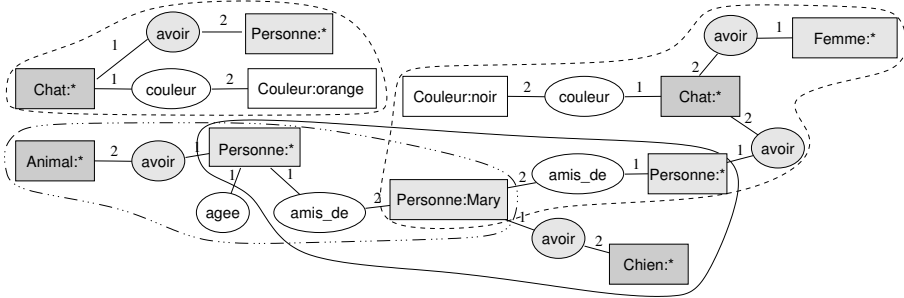 1 avoir 2 Personne:*
Chat:* 1 couleur 2 Couleur:orange
avoir 1 Femme:*
2
Couleur:noir 2 couleur 1 Chat:*
2
Animal:* 2 avoir 1 Personne:*
1 avoir
1 1
amis_de 1 Personne:*
2
agee amis_de 2 Personne:Mary
1
avoir 2 Chien:*